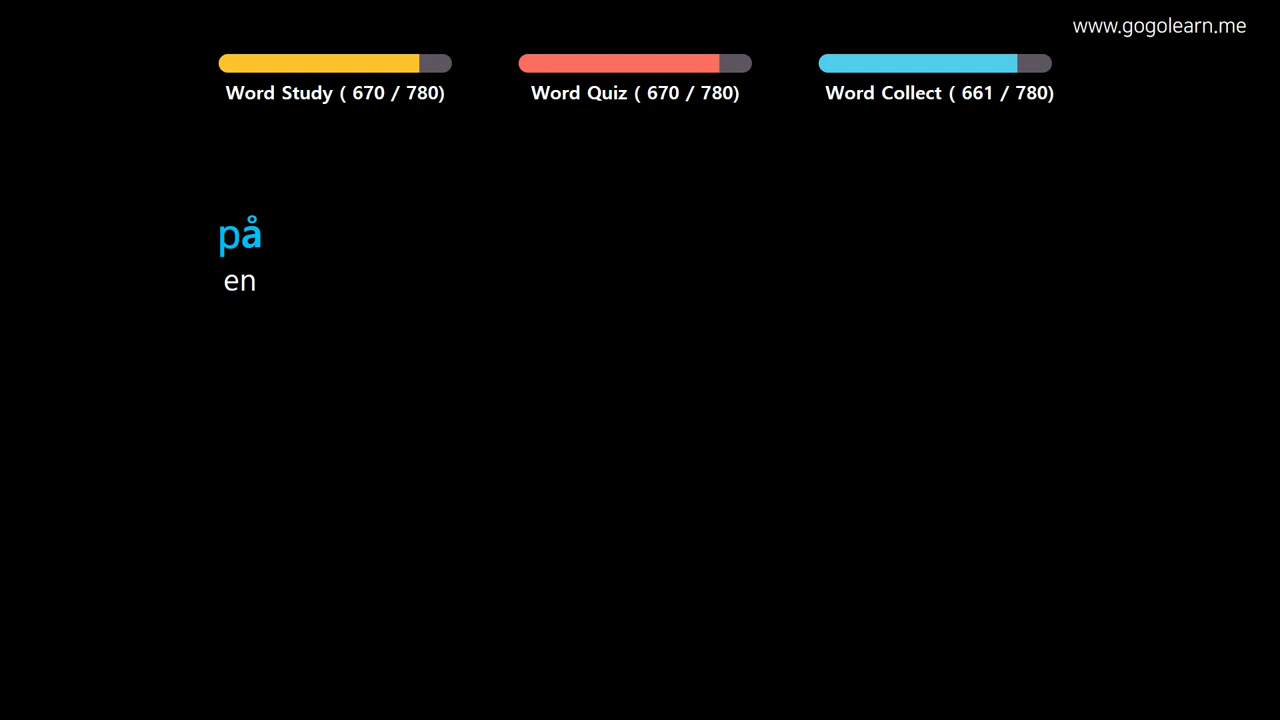 www.gogolearn.me
Word Study ( 670 / 780)
Word Quiz ( 670 / 780)
Word Collect ( 661 / 780)
på
en